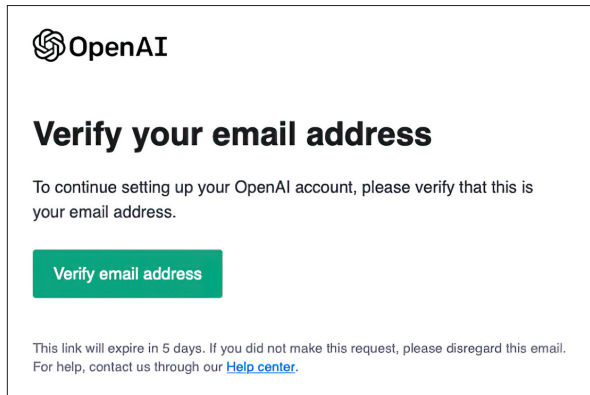 OpenAI
Verify your email address
To continue setting up your OpenAI account, please verify that this is
your email address.
Verify email address
This link will expire in 5 days. If you did not make this request, please disregard this email.
For help, contact us through our Help center.